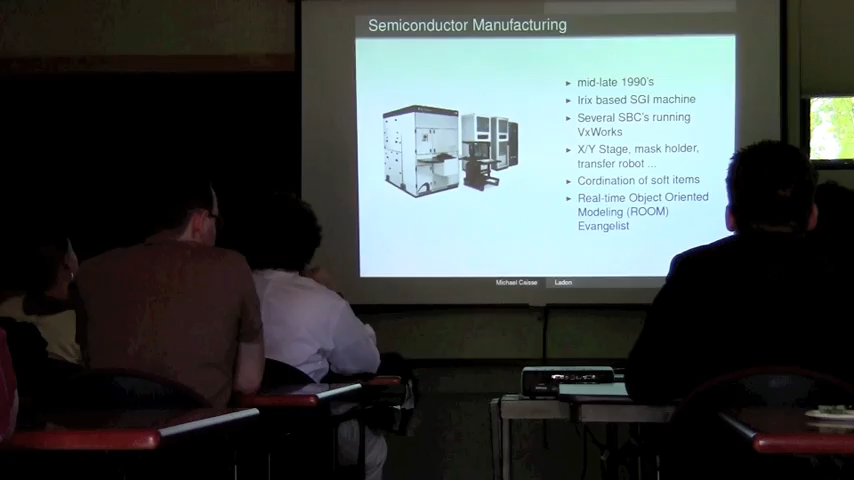 Semiconductor Manufacturing
▸ mid-late 1990's
▸ Irix based SGI machine
▸ Several SBC's running
VxWorks
▸ X/Y Stage, mask holder,
transfer robot ...
▸ Cordination of soft items
▸ Real-time Object Oriented
Modeling (ROOM)
Evangelist
Michael Caisse Ladon